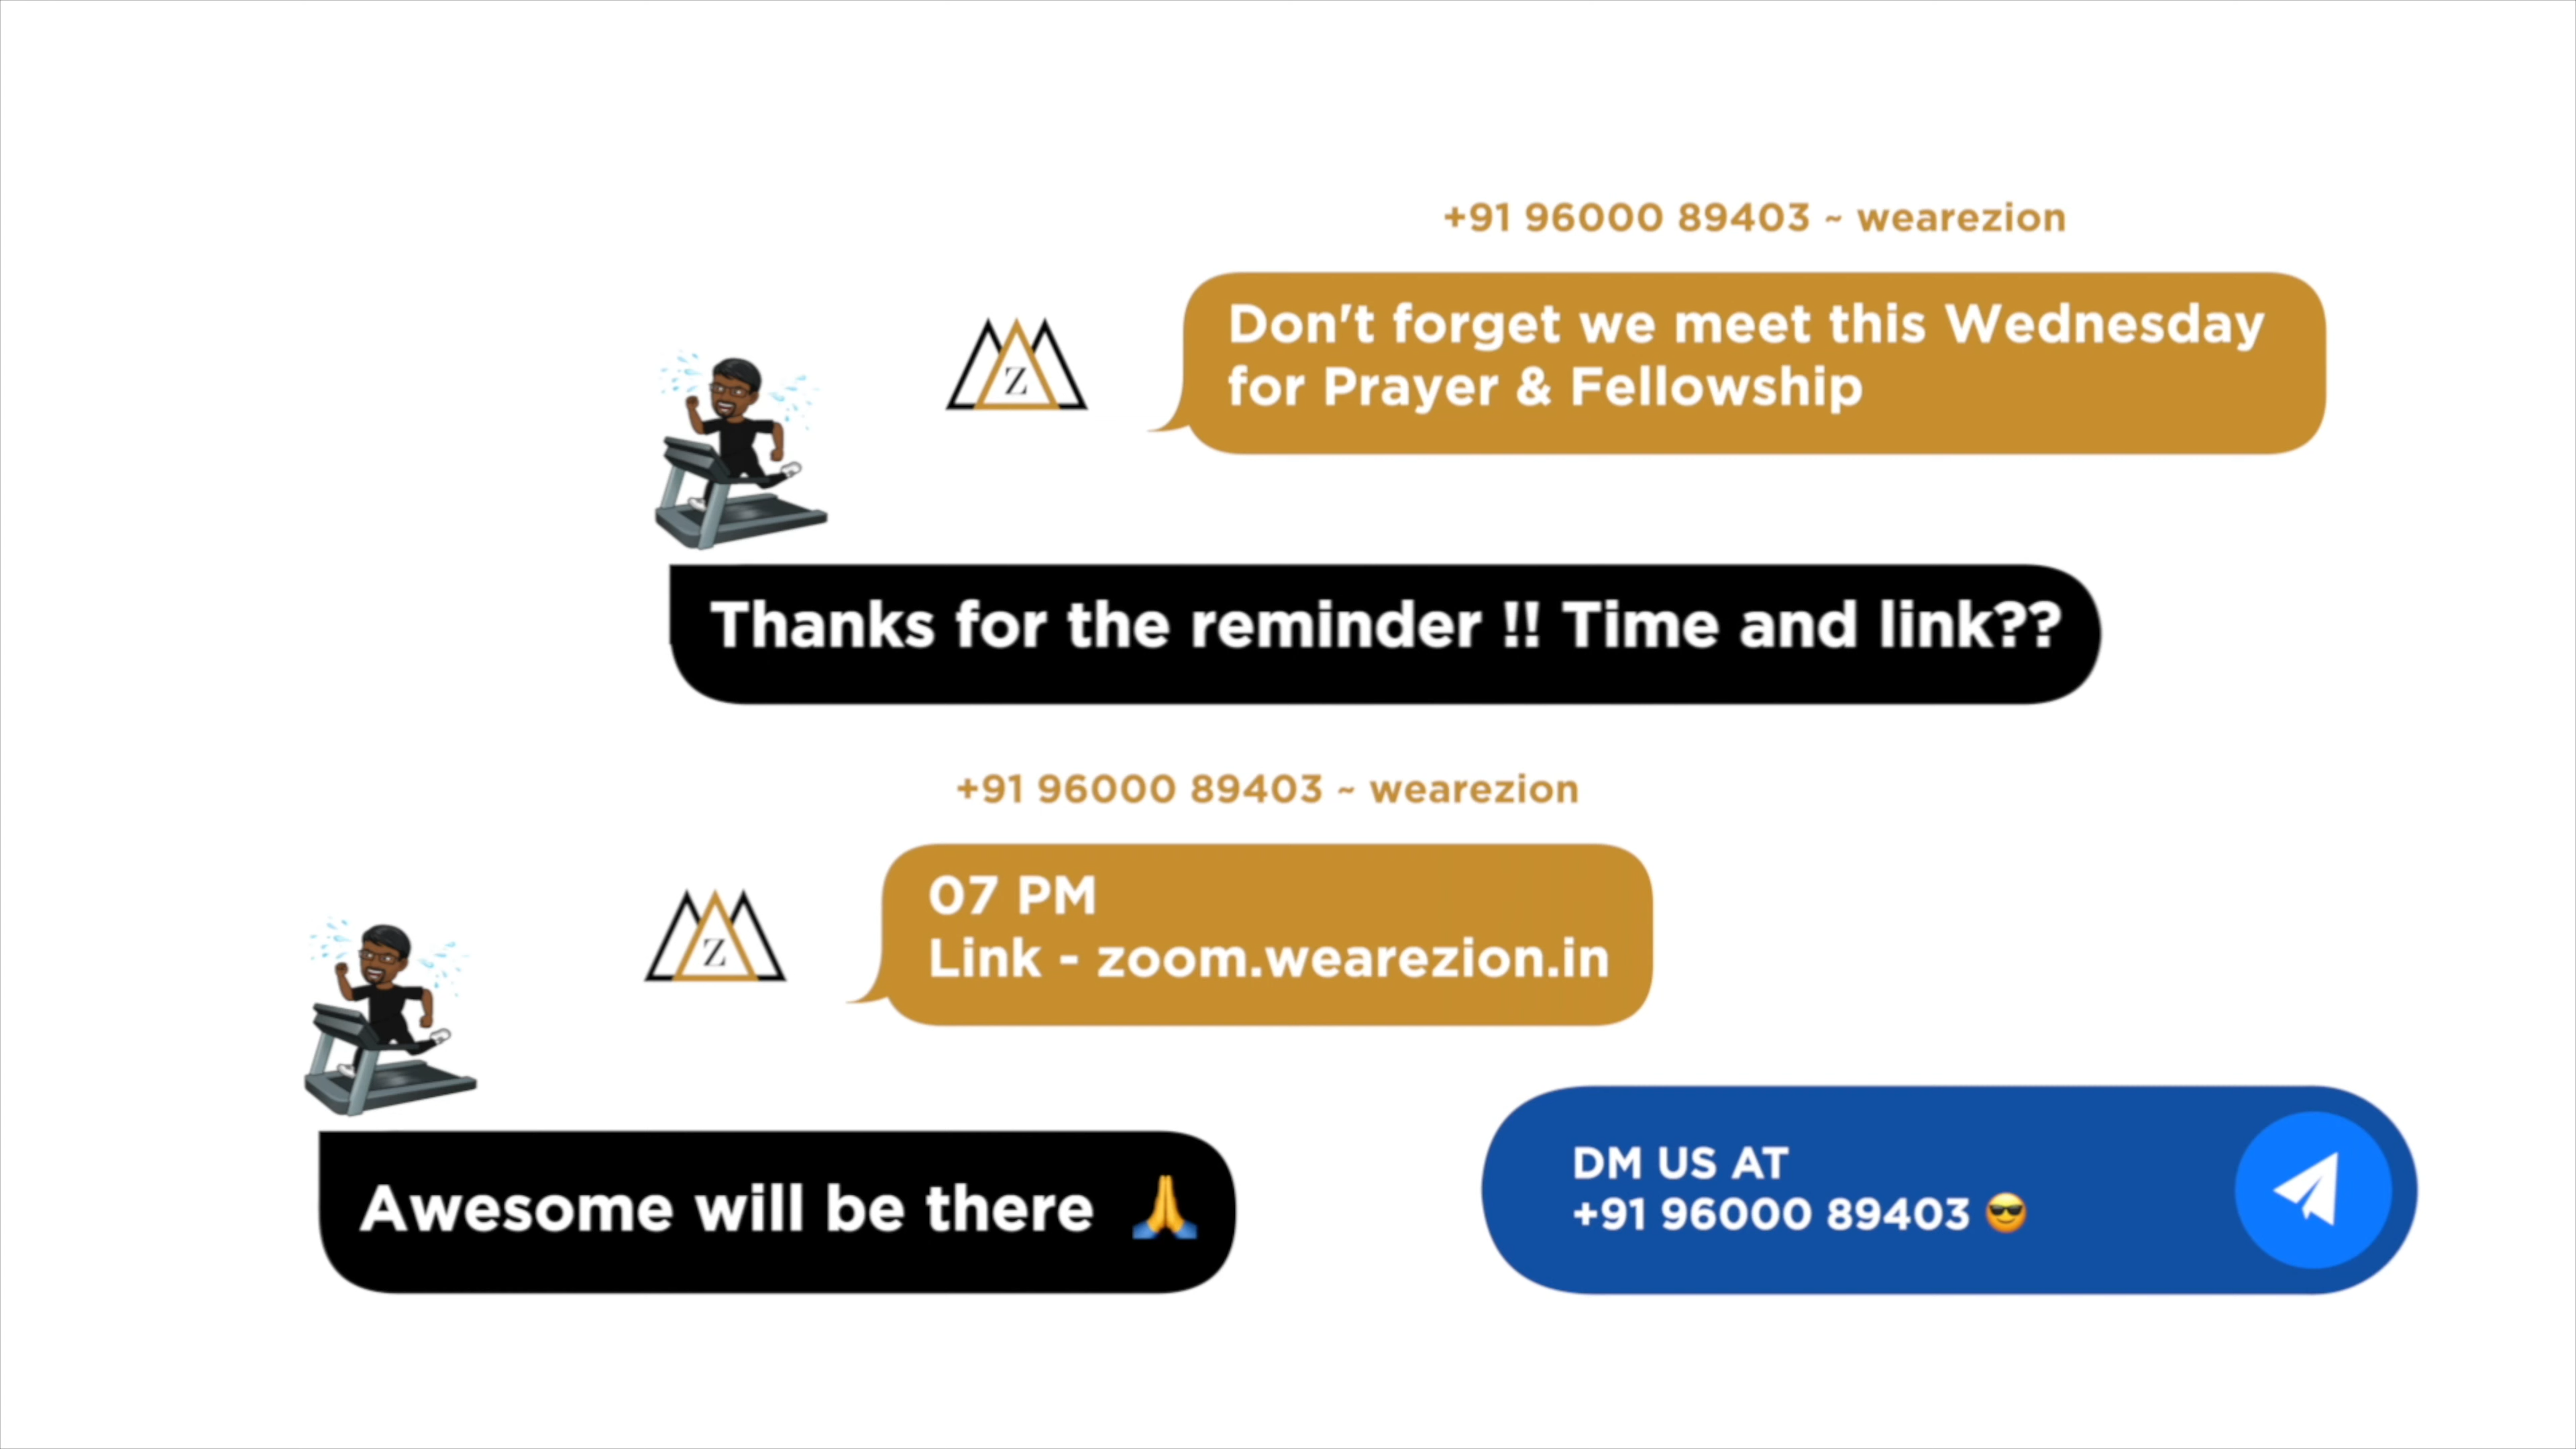 +91 96000 89403 ~ wearezion
Don't forget we meet this Wednesday
for Prayer & Fellowship
Z
Thanks for the reminder !! Time and link??
+91 96000 89403 ~ wearezion
07 PM
Link - zoom.wearezion.in
Z
Awesome will be there 🙏
DM US AT
+91 96000 89403 😎